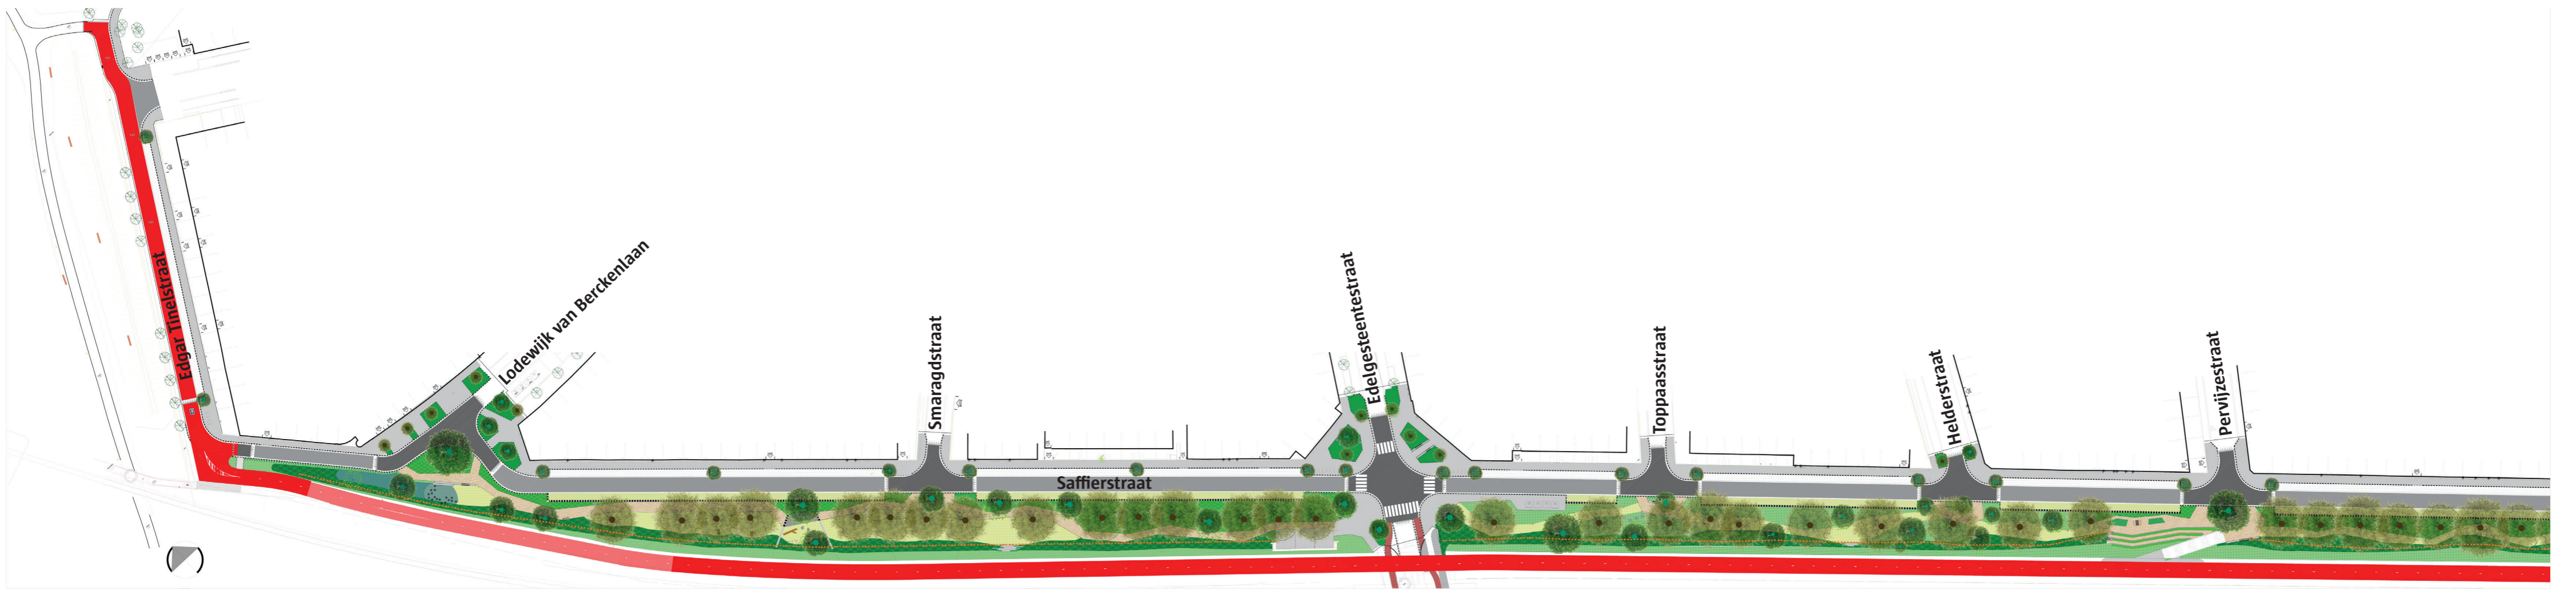 Edgar Tinelstraat
Lodewijk van Berckenlaan
Smaragdstraat
Saffierstraat
Edelgesteentestraat
Toppaasstraat
Helderstraat
Pervijzestraat